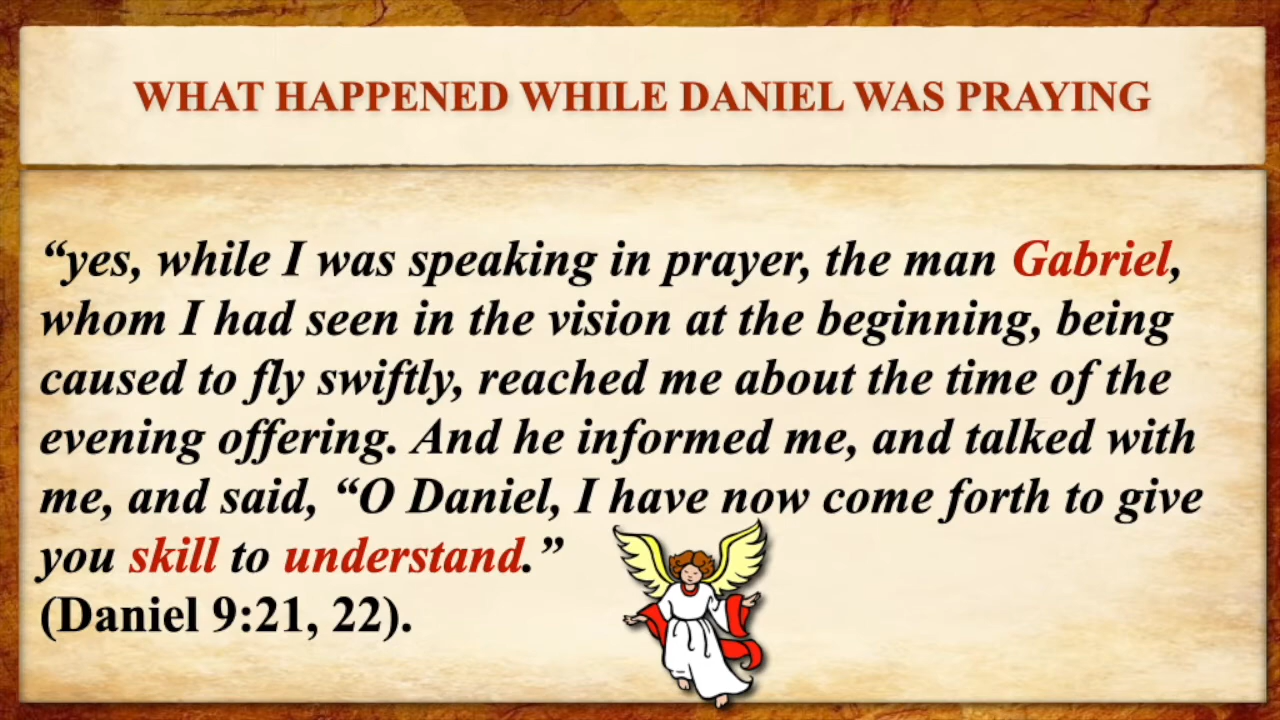 WHAT HAPPENED WHILE DANIEL WAS PRAYING
“yes, while I was speaking in prayer, the man Gabriel,
whom I had seen in the vision at the beginning, being
caused to fly swiftly, reached me about the time of the
evening offering. And he informed me, and talked with
me, and said, “O Daniel, I have now come forth to give
you skill to understand.”
(Daniel 9:21, 22).